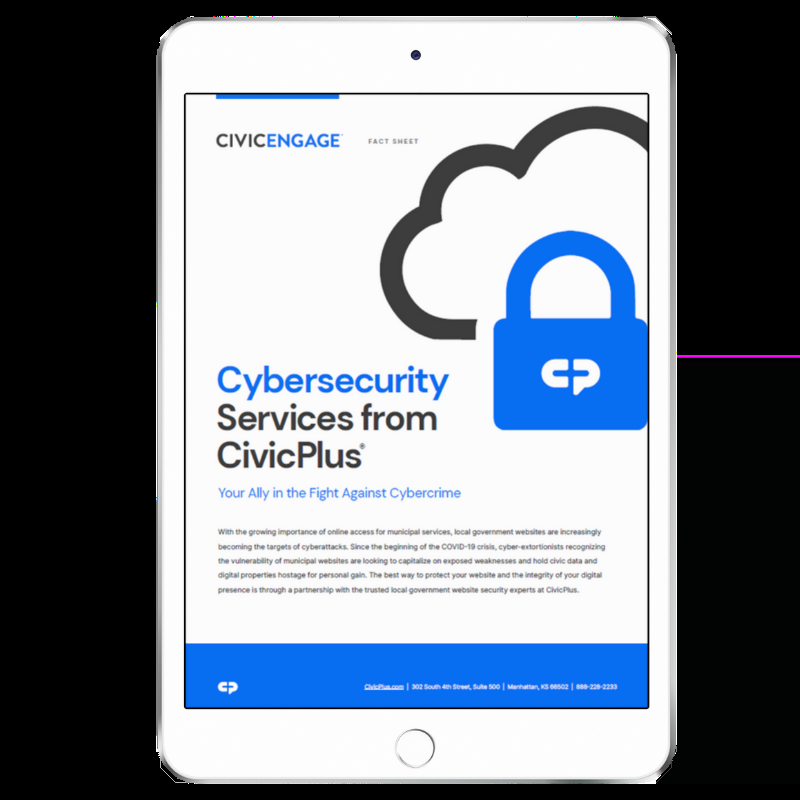 CIVICENGAGE
FACT SHEET
Cybersecurity
Services from
CivicPlus®
Your Ally in the Fight Against Cybercrime
With the growing importance of online access for municipal services, local government websites are increasingly
becoming the targets of cyberattacks. Since the beginning of the COVID-19 crisis, cyber-extortionists recognizing
the vulnerability of municipal websites are looking to capitalize on exposed weaknesses and hold civic data and
digital properties hostage for personal gain. The best way to protect your website and the integrity of your digital
presence is through a partnership with the trusted local government website security experts at CivicPlus.
CivicPlus.com | 302 South 4th Street, Suite 500 | Manhattan, KS 66502 | 888-228-2233